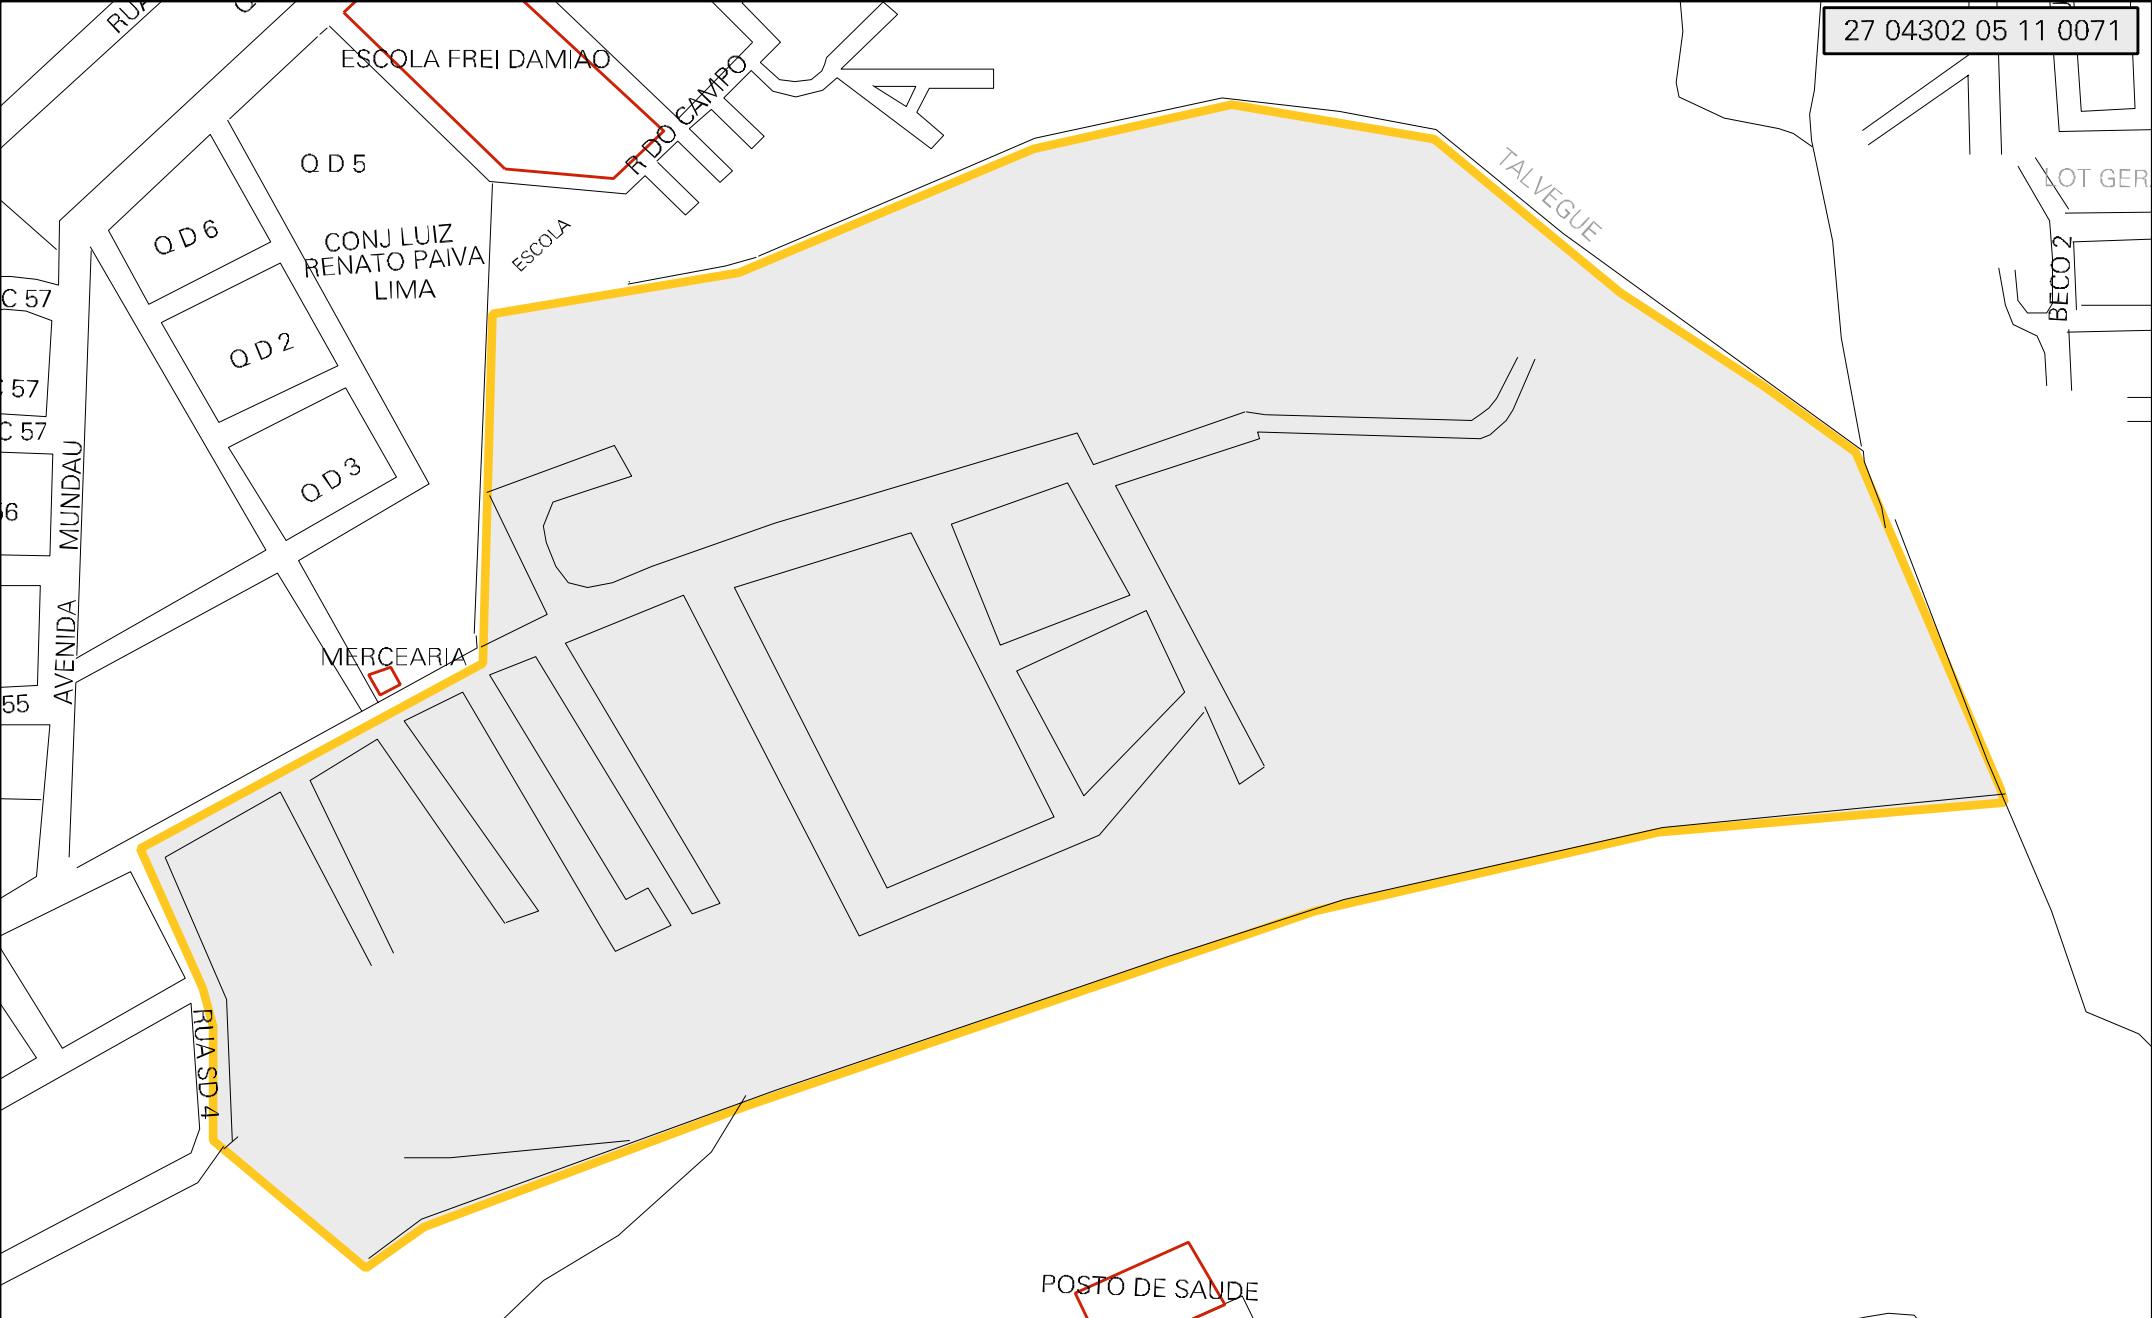 RUA
Q
27 04302 05 11 0071
ESCOLA FREI DAMIAO
R DO CAMPO
Q D 5
TALVEGUE
LOT GER
Q D 6
CONJ LUIZ
RENATO PAIVA
LIMA
ESCOLA
BECO 2
C 57
Q D 2
57
C 57
Q D 3
AVENIDA MUNDAU
MERCEARIA
55
RUA SD 4
POSTO DE SAUDE